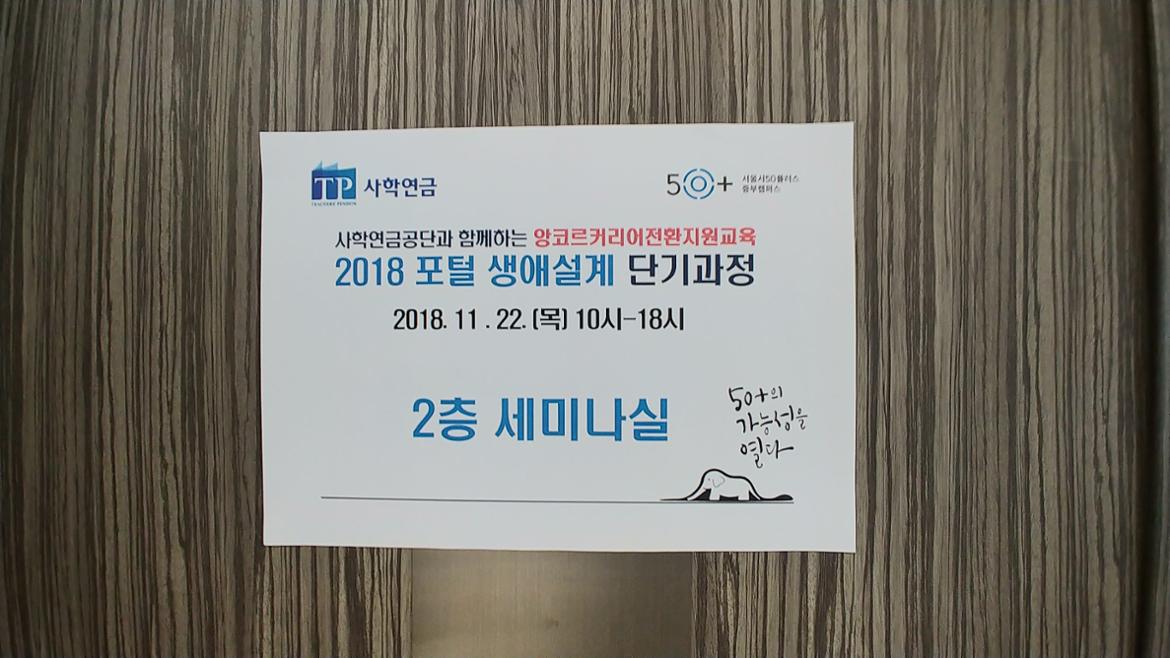 TP 사학연금
TEACHERS' PENSION
50+ 서울시50플러스
중부캠퍼스
사학연금공단과 함께하는 앙코르커리어전환지원교육
2018 포털 생애설계 단기과정
2018. 11 . 22. (목) 10시-18시
2층 세미나실
50+의
가능성을
열다